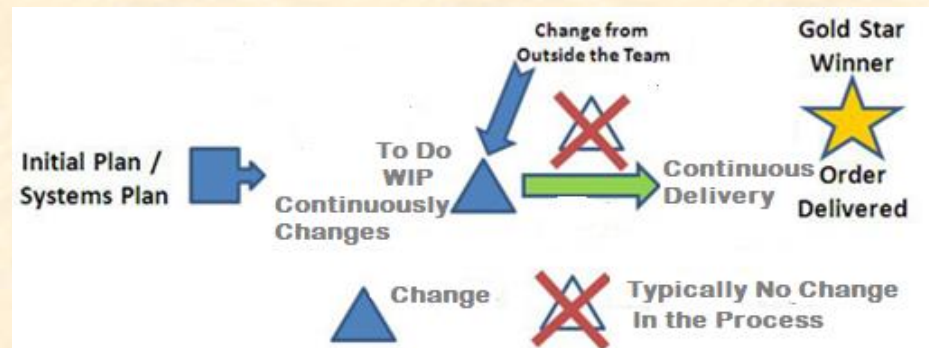 Initial Plan /
Systems Plan
To Do
WIP
Continuously
Changes
Change from
Outside the Team
Continuous
Delivery
Gold Star
Winner
Order
Delivered
Change
Typically No Change
In the Process